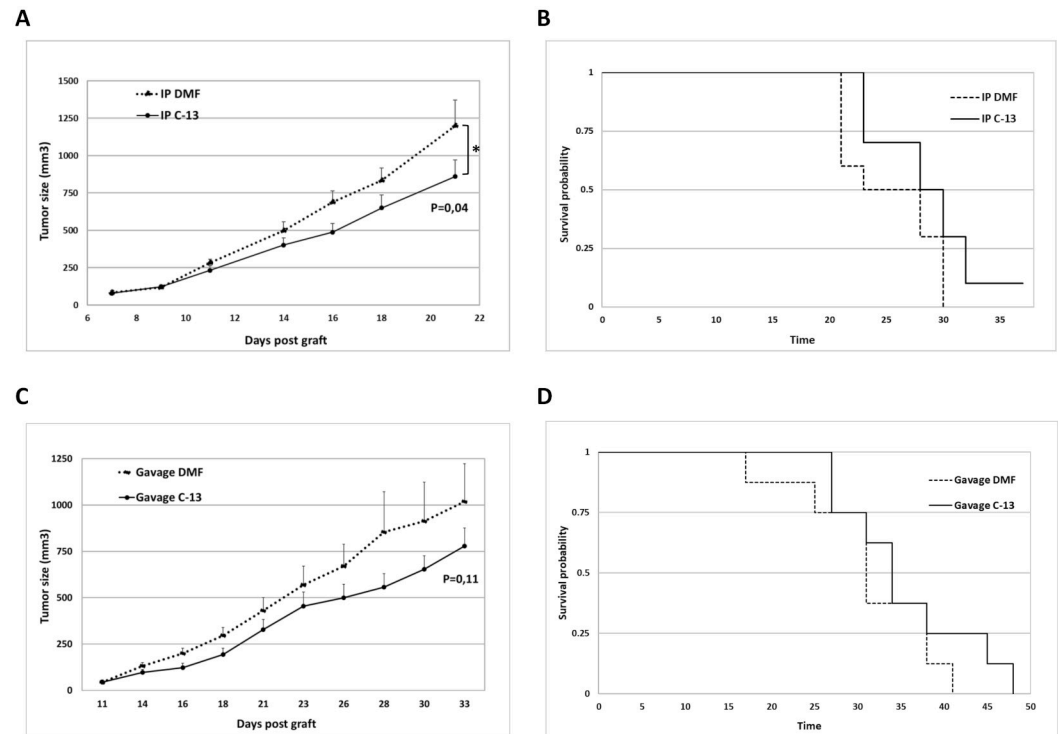 A
1500
1250
1000
750
500
250
0
Tumor size (mm3)
IP DMF
IP C-13
*
P=0,04
6 8 10 12 14 16 18 20 22
Days post graft
B
1
0.75
0.5
0.25
0
Survival probability
IP DMF
IP C-13
0 5 10 15 20 25 30 35
Time
C
1250
1000
750
500
250
0
Tumor size (mm3)
Gavage DMF
Gavage C-13
P=0,11
11 14 16 18 21 23 26 28 30 33
Days post graft
D
1
0.75
0.5
0.25
0
Survival probability
Gavage DMF
Gavage C-13
0 5 10 15 20 25 30 35 40 45 50
Time